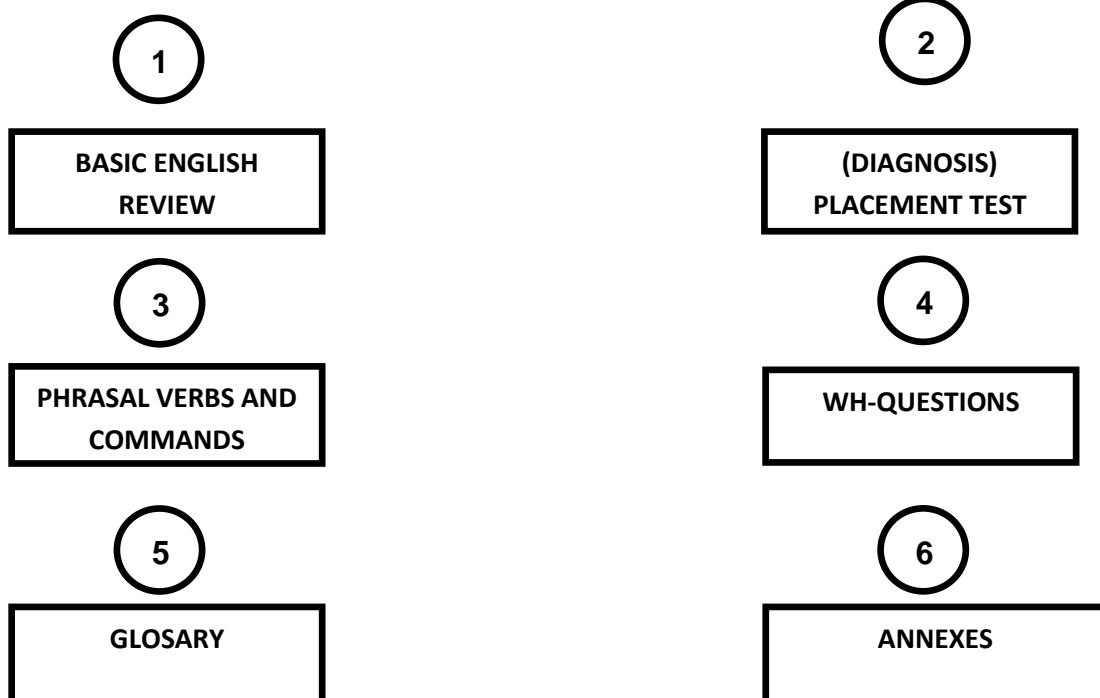 1
BASIC ENGLISH
REVIEW
2
(DIAGNOSIS)
PLACEMENT TEST
3
PHRASAL VERBS AND
COMMANDS
4
WH-QUESTIONS
5
GLOSARY
6
ANNEXES